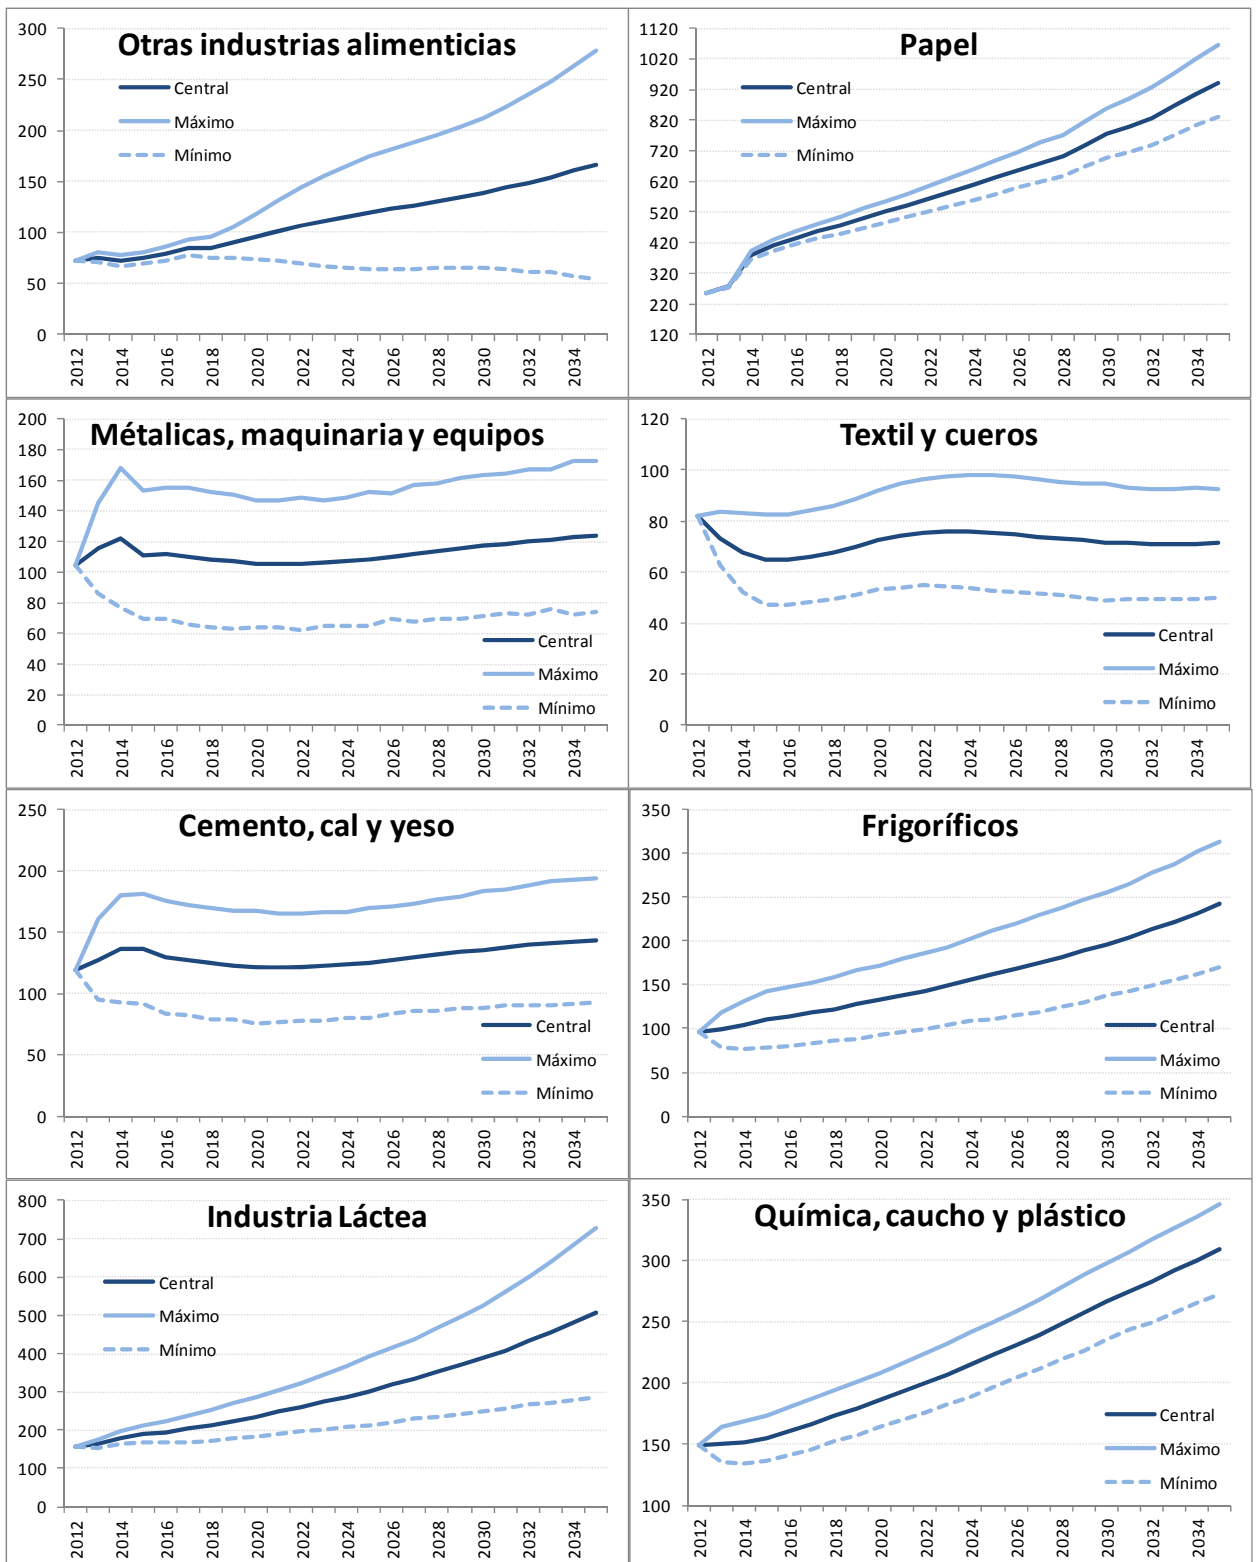 Otras industrias alimenticias
300
250
200
150
100
50
0
Central
Máximo
Mínimo
2012 2014 2016 2018 2020 2022 2024 2026 2028 2030 2032 2034
Papel
1120
1020
920
820
720
620
520
420
320
220
120
Central
Máximo
Mínimo
2012 2014 2016 2018 2020 2022 2024 2026 2028 2030 2032 2034
Métalicas, maquinaria y equipos
200
180
160
140
120
100
80
60
40
20
0
Central
Máximo
Mínimo
2012 2014 2016 2018 2020 2022 2024 2026 2028 2030 2032 2034
Textil y cueros
120
100
80
60
40
20
0
Central
Máximo
Mínimo
2012 2014 2016 2018 2020 2022 2024 2026 2028 2030 2032 2034
Cemento, cal y yeso
250
200
150
100
50
0
Central
Máximo
Mínimo
2012 2014 2016 2018 2020 2022 2024 2026 2028 2030 2032 2034
Frigoríficos
350
300
250
200
150
100
50
0
Central
Máximo
Mínimo
2012 2014 2016 2018 2020 2022 2024 2026 2028 2030 2032 2034
Industria Láctea
800
700
600
500
400
300
200
100
0
Central
Máximo
Mínimo
2012 2014 2016 2018 2020 2022 2024 2026 2028 2030 2032 2034
Química, caucho y plástico
350
300
250
200
150
100
Central
Máximo
Mínimo
2012 2014 2016 2018 2020 2022 2024 2026 2028 2030 2032 2034